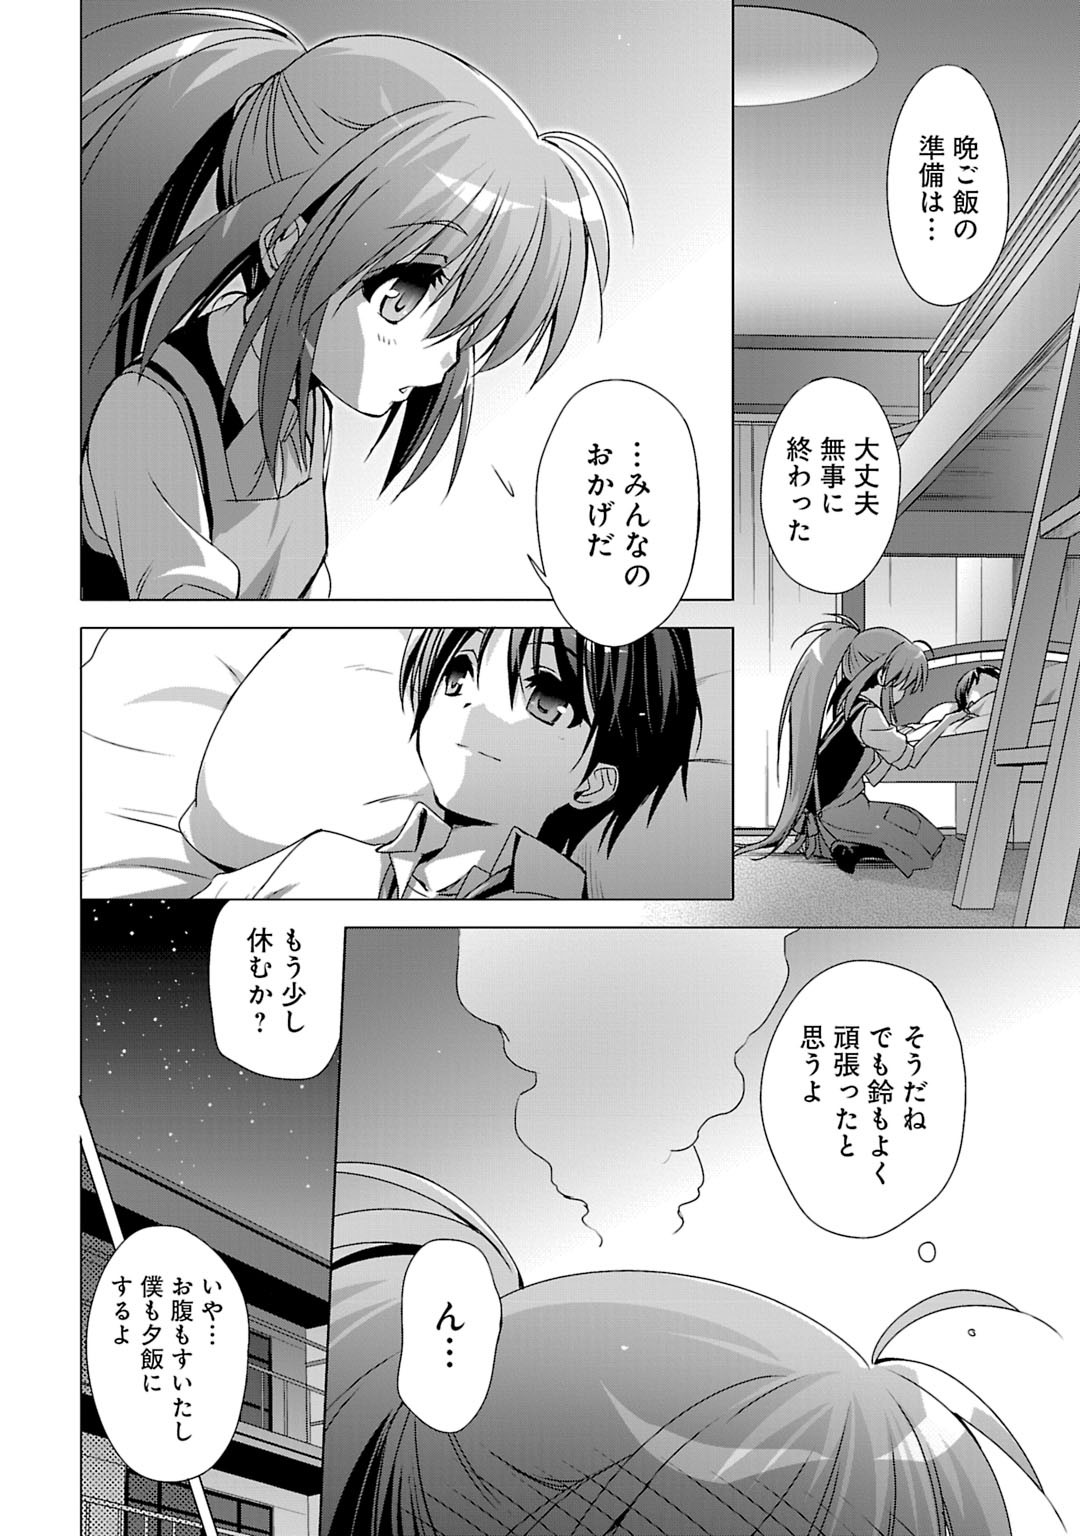 晩ご飯の
準備は…
大丈夫
無事に
終わった
…みんなの
おかげだ
そうだね
でも鈴もよく
頑張ったと
思うよ
ん…
もう少し
休むか?
いや…
お腹もすいたし
僕も夕飯に
するよ